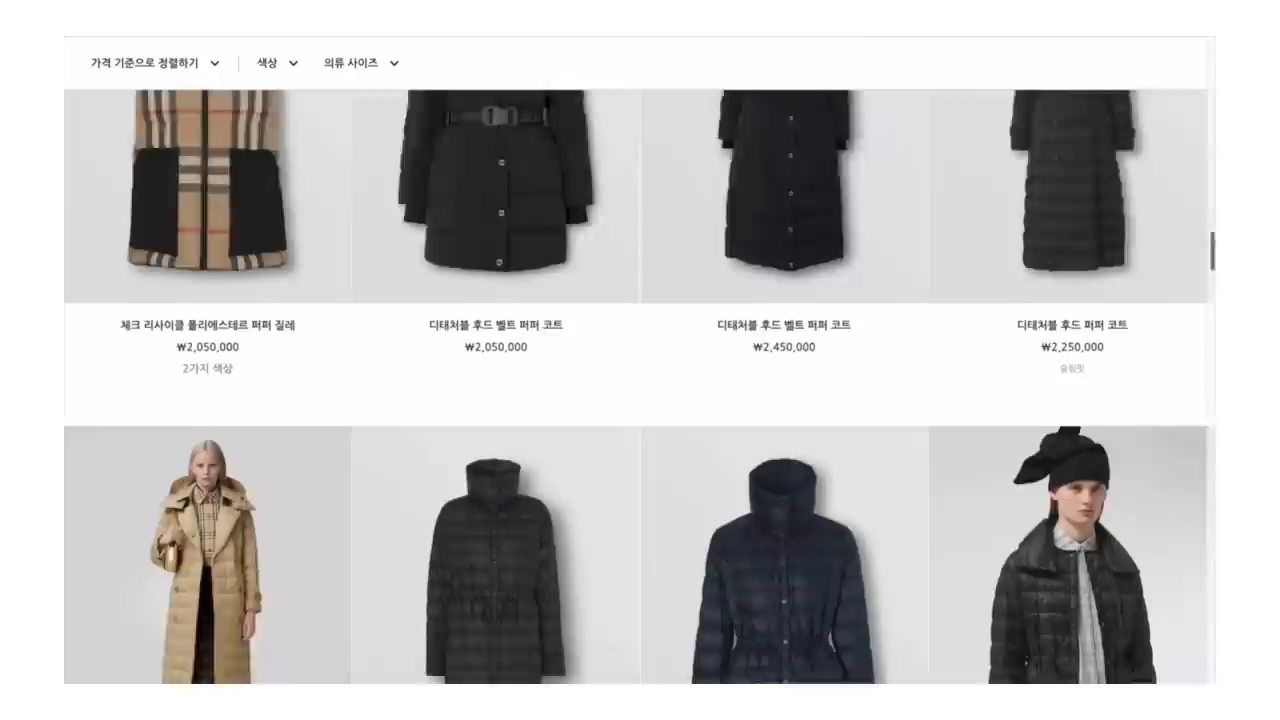 가격 기준으로 정렬하기
색상
의류 사이즈
체크 리사이클 폴리에스테르 퍼퍼 질레
₩2,050,000
2가지 색상
디태처블 후드 벨트 퍼퍼 코트
₩2,050,000
디태처블 후드 벨트 퍼퍼 코트
₩2,450,000
디태처블 후드 퍼퍼 코트
₩2,250,000
슬림핏